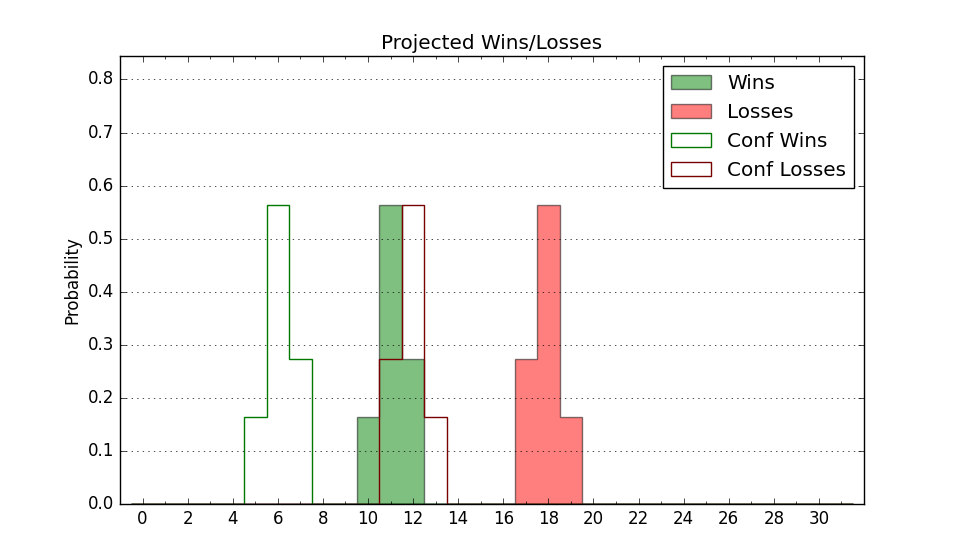 Projected Wins/Losses
Probability
0.8
0.7
0.6
0.5
0.4
0.3
0.2
0.1
0.0
0 2 4 6 8 10 12 14 16 18 20 22 24 26 28 30
Wins
Losses
Conf Wins
Conf Losses